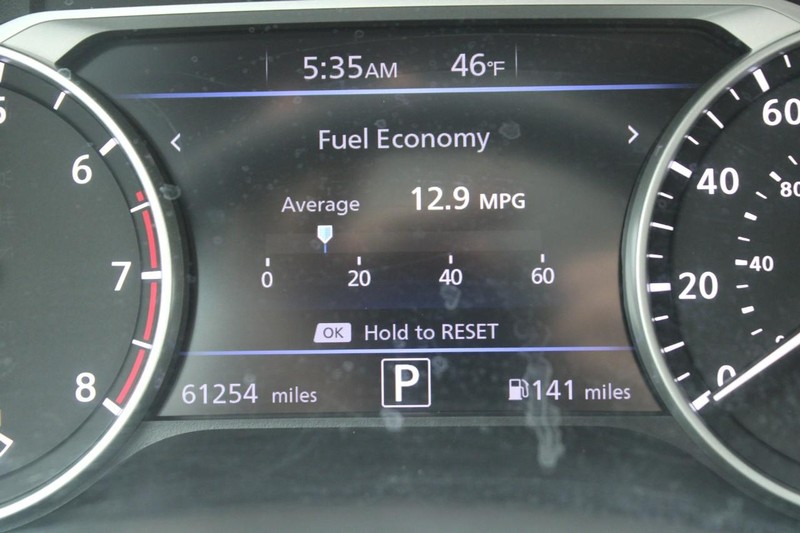 5:35AM 46°F
Fuel Economy
Average 12.9 MPG
0 20 40 60
OK Hold to RESET
61254 miles P 141 miles
6
7
8
60
40
80
20
40
0